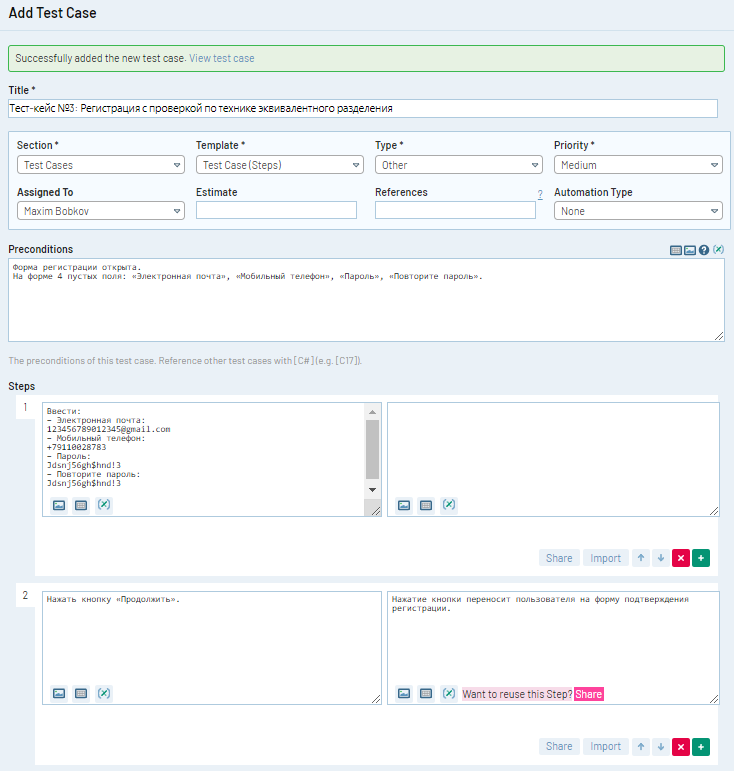 Add Test Case
Successfully added the new test case. View test case
Title *
Тест-кейс №3: Регистрация с проверкой по технике эквивалентного разделения
Section * Template * Type * Priority *
Test Cases Test Case (Steps) Other Medium
Assigned To Estimate References ? Automation Type
Maxim Bobkov None
Preconditions
Форма регистрации открыта.
На форме 4 пустых поля: «Электронная почта», «Мобильный телефон», «Пароль», «Повторите пароль».
The preconditions of this test case. Reference other test cases with [C#] (e.g. [C17]).
Steps
1
Ввести:
– Электронная почта:
123456789012345@gmail.com
– Мобильный телефон:
+79110028783
– Пароль:
Jdsnj56gh$hnd!3
– Повторите пароль:
Jdsnj56gh$hnd!3
Share Import
2
Нажать кнопку «Продолжить».
Нажатие кнопки переносит пользователя на форму подтверждения
регистрации.
Want to reuse this Step? Share
Share Import